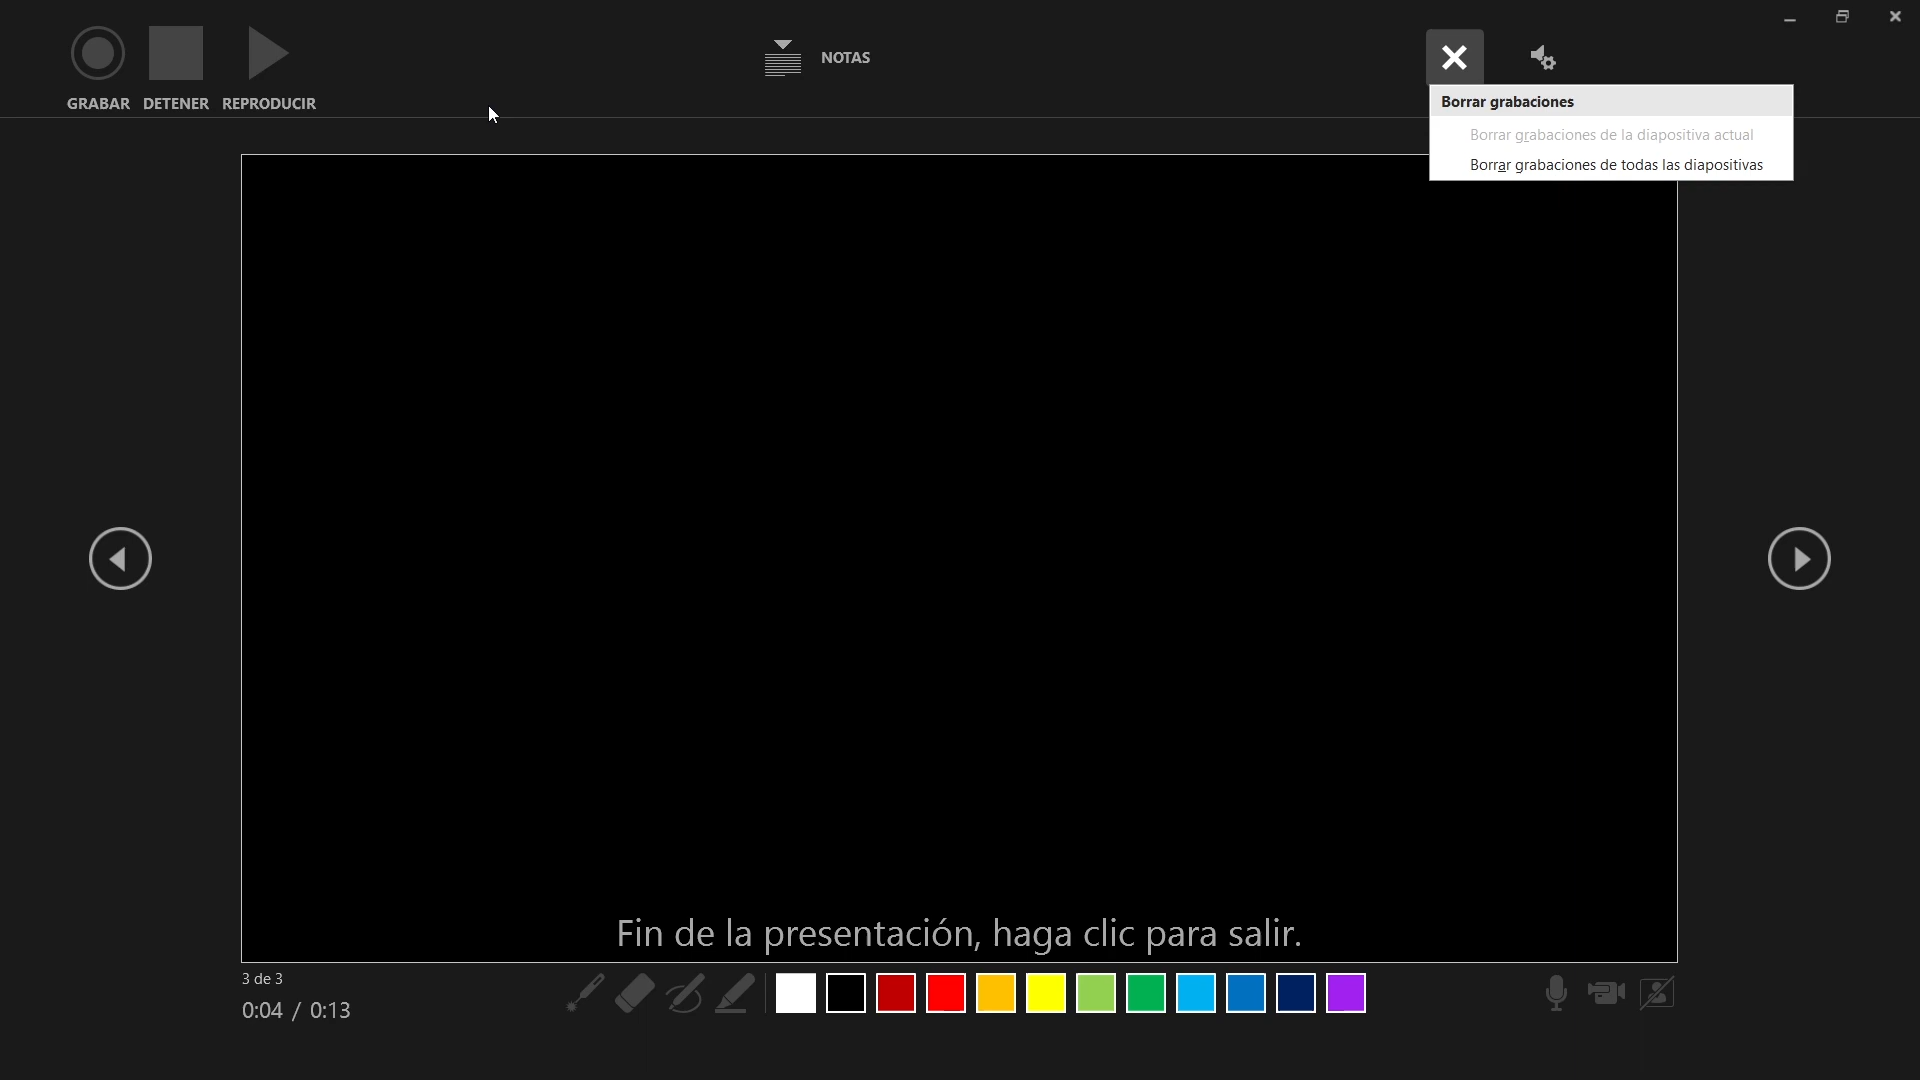 GRABAR DETENER REPRODUCIR
NOTAS
Borrar grabaciones
Borrar grabaciones de la diapositiva actual
Borrar grabaciones de todas las diapositivas
Fin de la presentación, haga clic para salir.
3 de 3
0:04 / 0:13